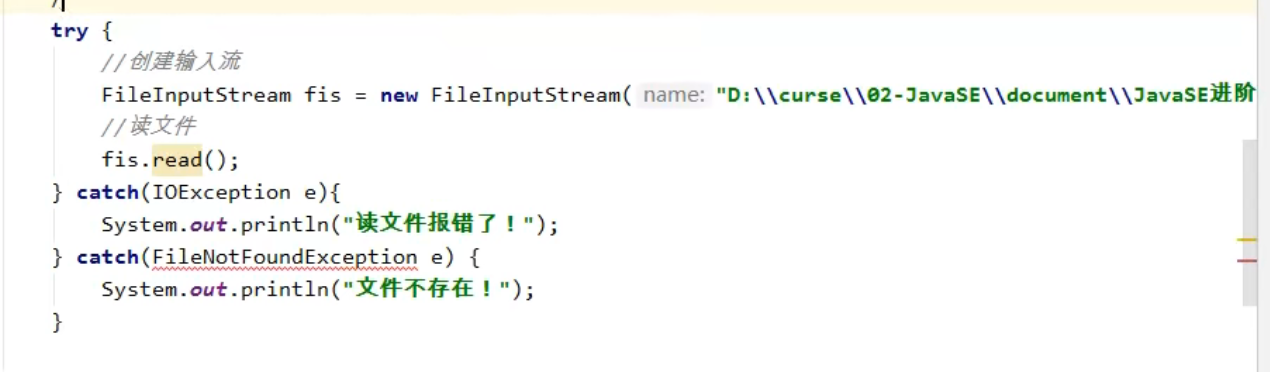 try {
//创建输入流
FileInputStream fis = new FileInputStream( name: "D:\\curse\\02-JavaSE\\document\\JavaSE进阶
//读文件
fis.read();
} catch(IOException e){
System.out.println("读文件报错了！");
} catch(FileNotFoundException e) {
System.out.println("文件不存在！");
}